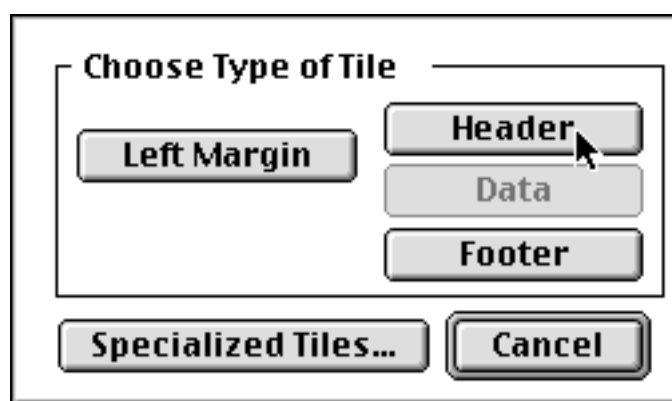 Choose Type of Tile
Left Margin
Header
Data
Footer
Specialized Tiles...
Cancel